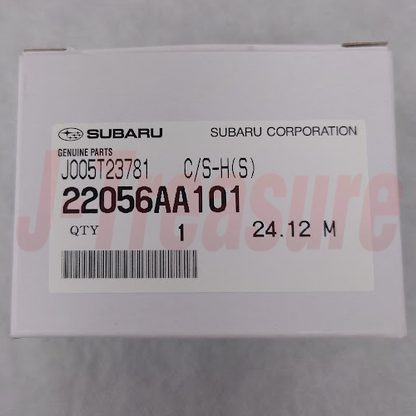 SUBARU SUBARU CORPORATION
GENUINE PARTS
J005T23781 C/S-H(S)
22056AA101
QTY 1 24.12 M
J-Treasure